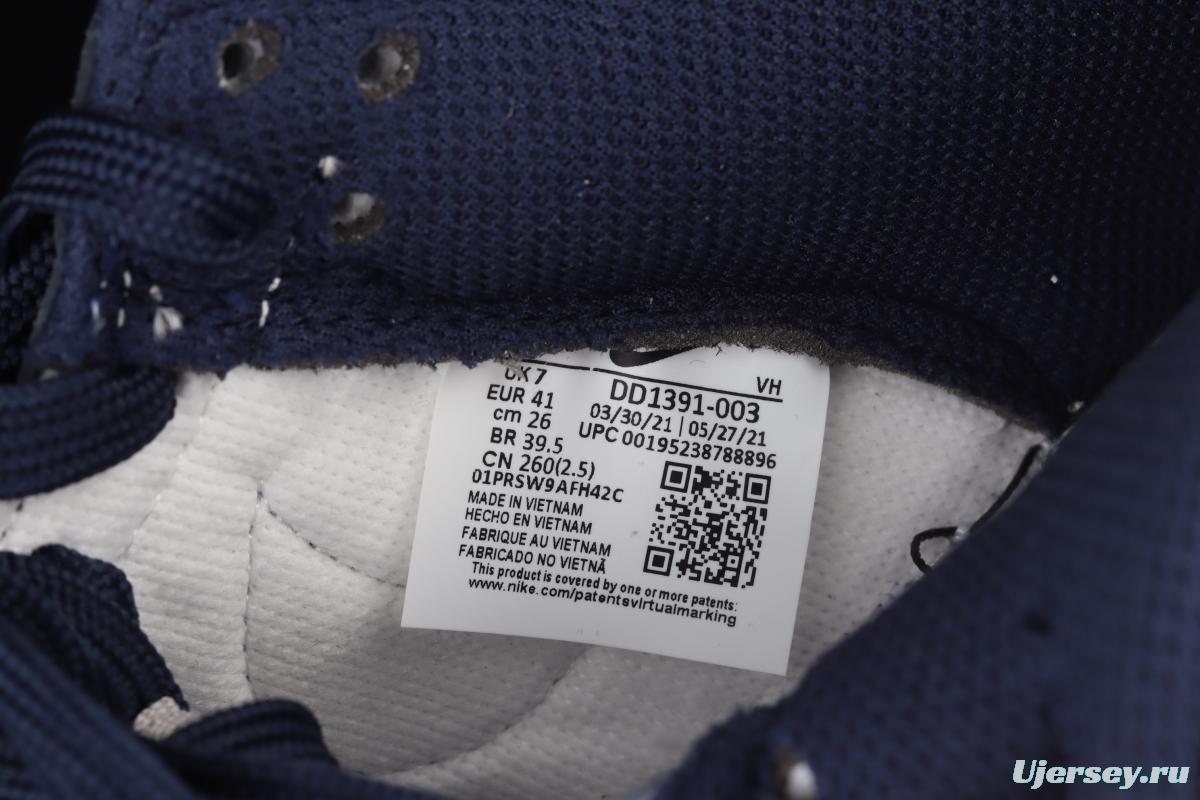 UK 7
EUR 41
cm 26
BR 39.5
CN 260(2.5)
01PRSW9AFH42C
VH
DD1391-003
03/30/21 | 05/27/21
UPC 00195238788896
MADE IN VIETNAM
HECHO EN VIETNAM
FABRIQUE AU VIETNAM
FABRICADO NO VIETNÃ
This product is covered by one or more patents:
www.nike.com/patentsvirtualmarking
Ujersey.ru